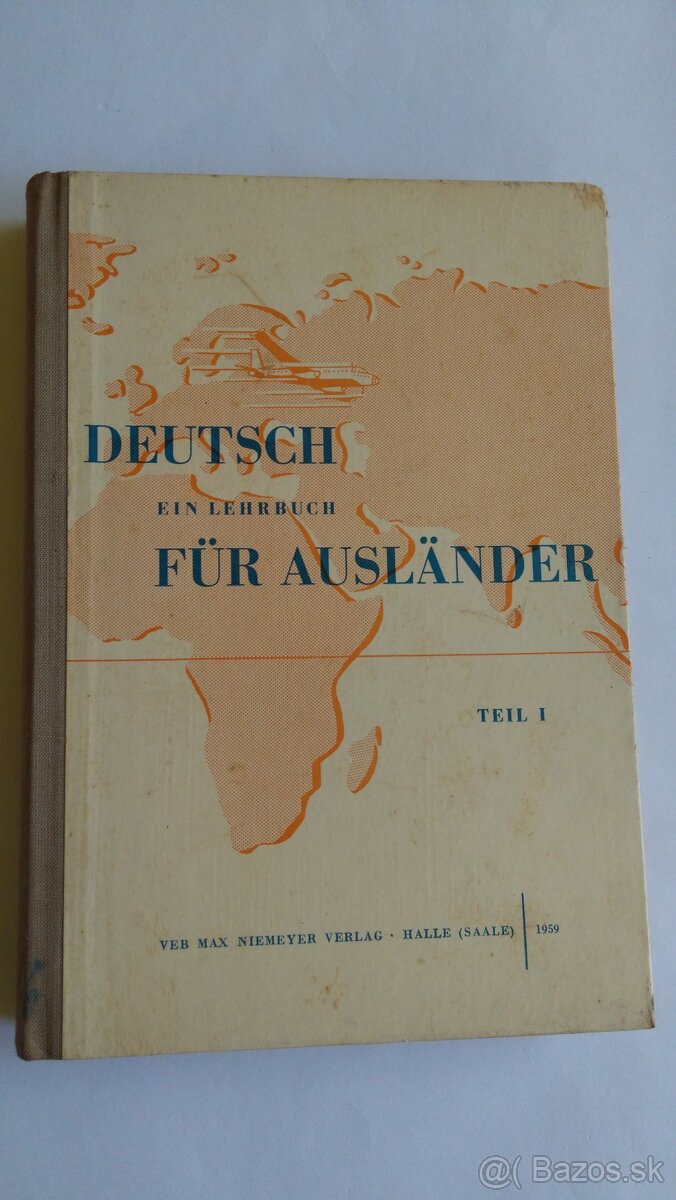 DEUTSCH
EIN LEHRBUCH
FÜR AUSLÄNDER
TEIL I
VEB MAX NIEMEYER VERLAG · HALLE (SAALE) 1959
@( Bazos.sk